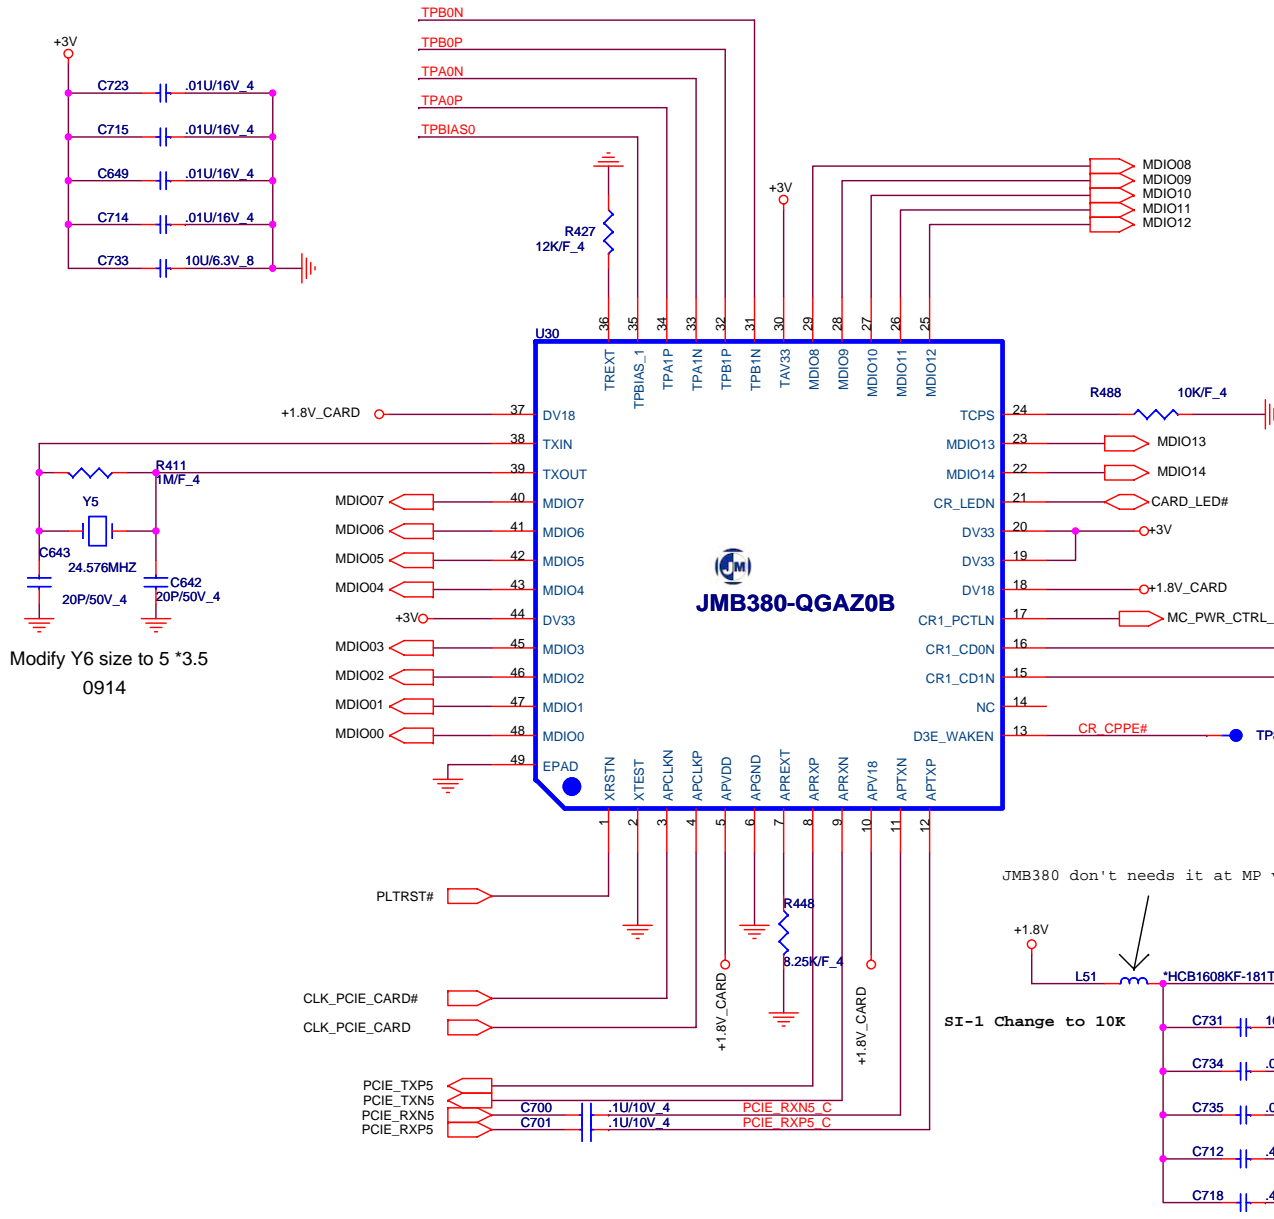 TPB0N
TPB0P
TPA0N
TPA0P
TPBIAS0
+3V
C723 .01U/16V_4
C715 .01U/16V_4
C649 .01U/16V_4
C714 .01U/16V_4
C733 10U/6.3V_8
R427
12K/F_4
+3V
MDIO08
MDIO09
MDIO10
MDIO11
MDIO12
36 35 34 33 32 31 30 29 28 27 26 25
U30
TREXT TPBIAS_1 TPA1P TPA1N TPB1P TPB1N TAV33 MDIO8 MDIO9 MDIO10 MDIO11 MDIO12
+1.8V_CARD 37 DV18
38 TXIN
39 TXOUT
R411
1M/F_4
Y5
24.576MHZ
C643
20P/50V_4
C642
20P/50V_4
Modify Y6 size to 5 *3.5
0914
MDIO07 40 MDIO7
MDIO06 41 MDIO6
MDIO05 42 MDIO5
MDIO04 43 MDIO4
+3V 44 DV33
MDIO03 45 MDIO3
MDIO02 46 MDIO2
MDIO01 47 MDIO1
MDIO00 48 MDIO0
49 EPAD
JM
JMB380-QGAZ0B
TCPS 24 R488 10K/F_4
MDIO13 23 MDIO13
MDIO14 22 MDIO14
CR_LEDN 21 CARD_LED#
DV33 20 +3V
DV33 19
DV18 18 +1.8V_CARD
CR1_PCTLN 17 MC_PWR_CTRL_
CR1_CD0N 16
CR1_CD1N 15
NC 14
D3E_WAKEN 13 CR_CPPE# TP
XRSTN XTEST APCLKN APCLKP APVDD APGND APREXT APRXP APRXN APV18 APTXN APTXP
1 2 3 4 5 6 7 8 9 10 11 12
PLTRST#
R448
8.25K/F_4
+1.8V_CARD
+1.8V_CARD
CLK_PCIE_CARD#
CLK_PCIE_CARD
PCIE_TXP5
PCIE_TXN5
PCIE_RXN5 C700 .1U/10V_4 PCIE_RXN5_C
PCIE_RXP5 C701 .1U/10V_4 PCIE_RXP5_C
JMB380 don't needs it at MP
+1.8V
L51 *HCB1608KF-181T
SI-1 Change to 10K
C731
C734
C735
C712
C718